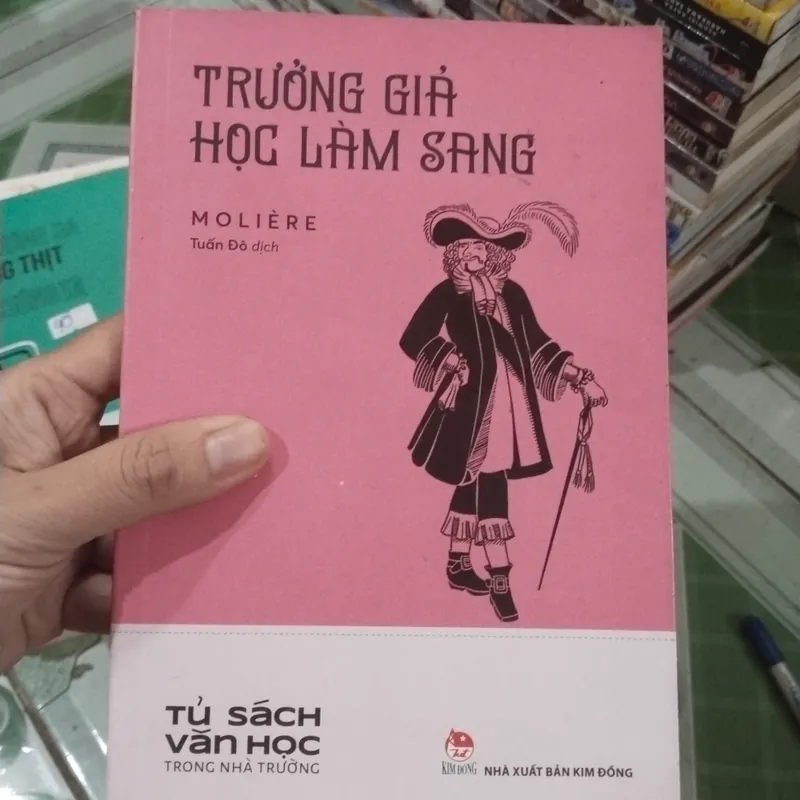 TRƯỞNG GIẢ
HỌC LÀM SANG
MOLIÈRE
Tuấn Đô dịch
G THỊT
TỦ SÁCH
VĂN HỌC
TRONG NHÀ TRƯỜNG
KIM ĐỒNG
NHÀ XUẤT BẢN KIM ĐỒNG